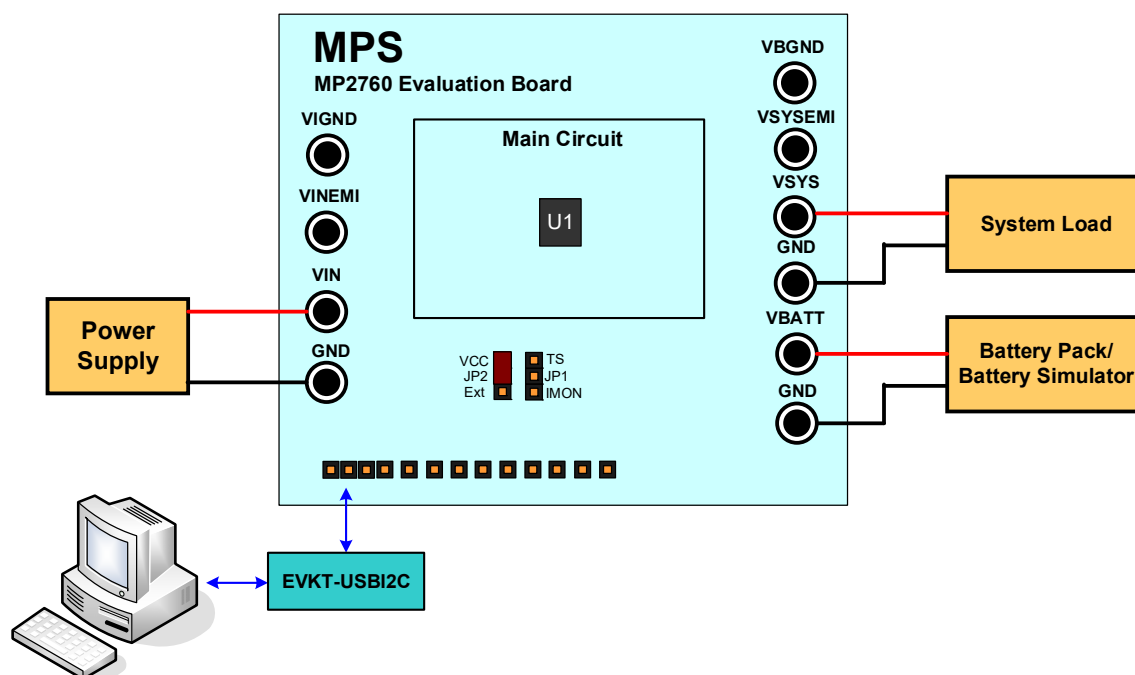 MPS
MP2760 Evaluation Board
VIGND
VINEMI
VIN
GND
Power
Supply
Main Circuit
U1
VCC
JP2
Ext
TS
JP1
IMON
VBGND
VSYSEMI
VSYS
GND
VBATT
GND
System Load
Battery Pack/
Battery Simulator
EVKT-USBI2C